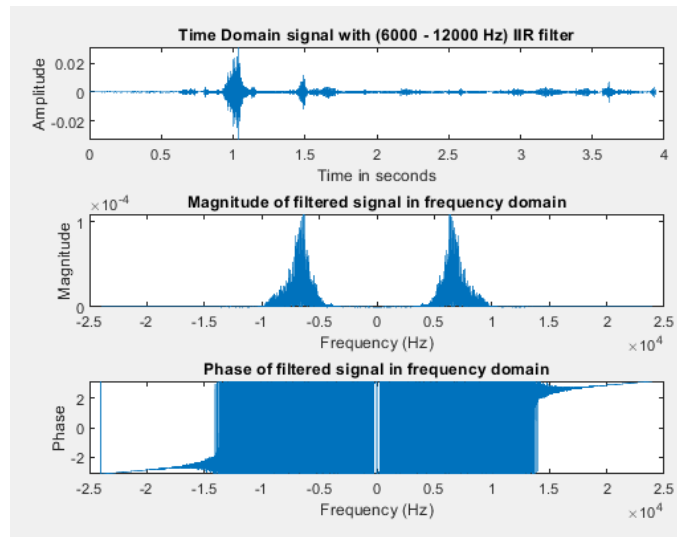 Time Domain signal with (6000 - 12000 Hz) IIR filter
Amplitude
0.02
0
-0.02
0 0.5 1 1.5 2 2.5 3 3.5 4
Time in seconds
Magnitude of filtered signal in frequency domain
×10^-4
Magnitude
1
0
-2.5 -2 -1.5 -1 -0.5 0 0.5 1 1.5 2 2.5
Frequency (Hz)
×10^4
Phase of filtered signal in frequency domain
Phase
2
0
-2
-2.5 -2 -1.5 -1 -0.5 0 0.5 1 1.5 2 2.5
Frequency (Hz)
×10^4